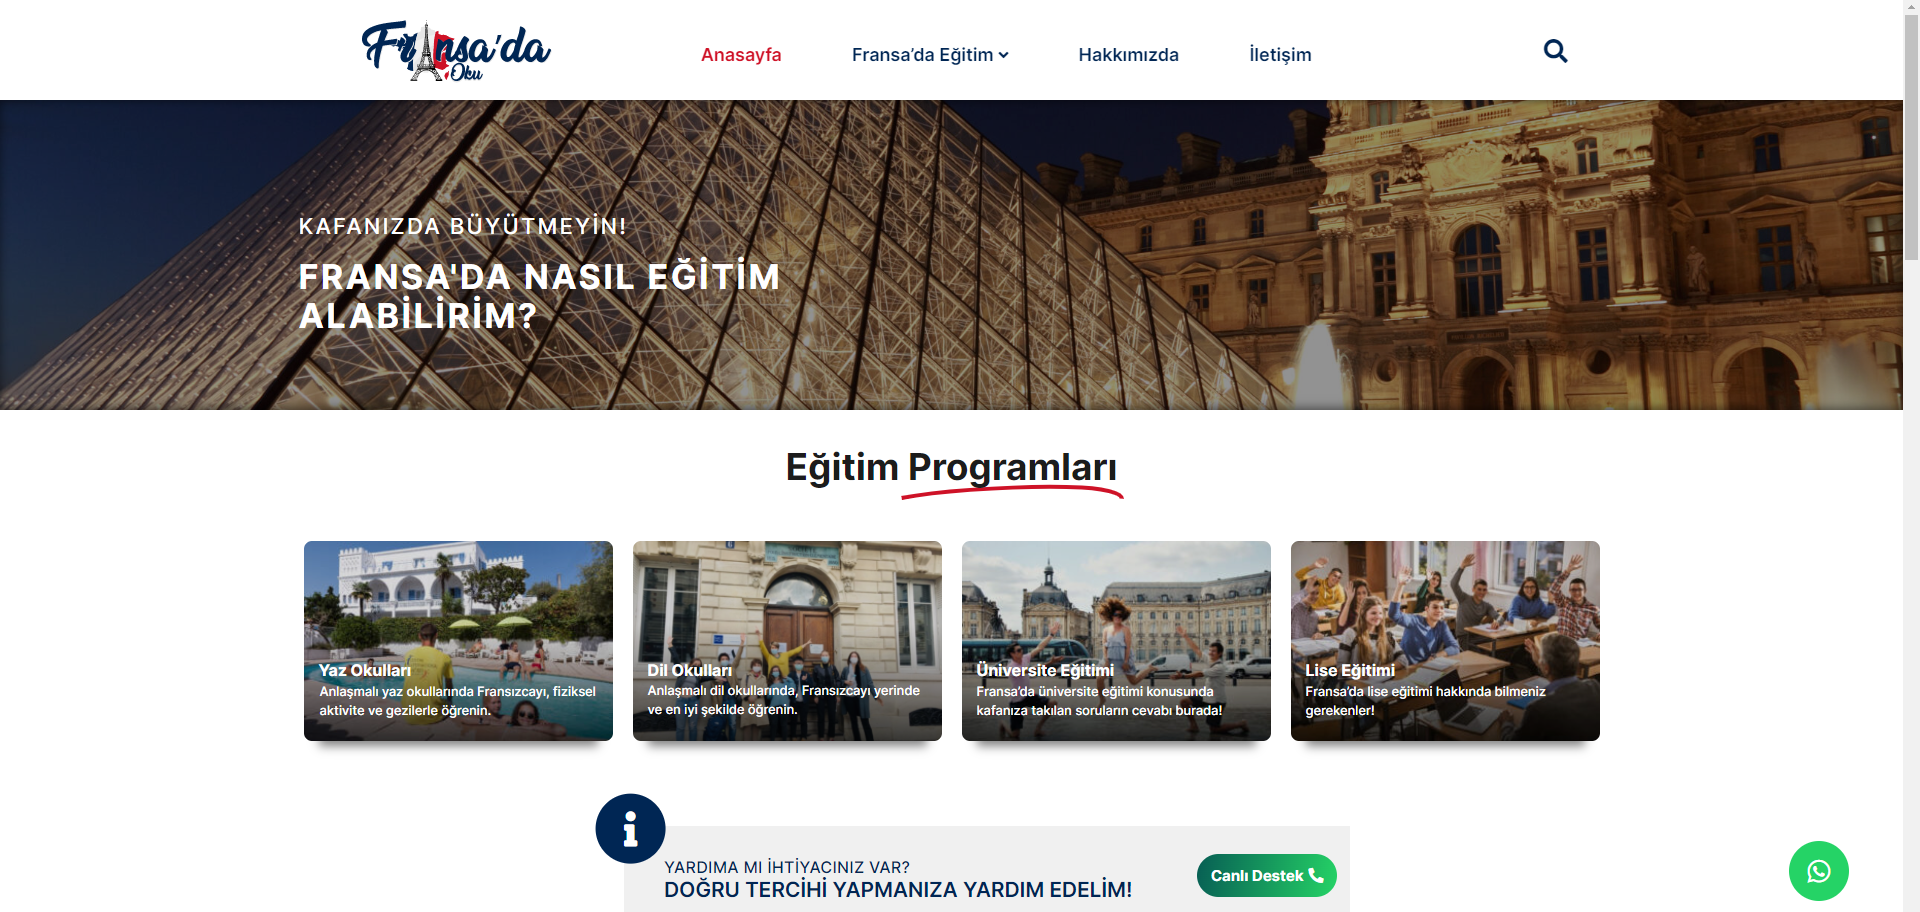 Fransa'da
Oku
Anasayfa
Fransa’da Eğitim
Hakkımızda
İletişim
KAFANIZDA BÜYÜTMEYİN!
FRANSA'DA NASIL EĞİTİM
ALABİLİRİM?
Eğitim Programları
Yaz Okulları
Anlaşmalı yaz okullarında Fransızcayı, fiziksel
aktivite ve gezilerle öğrenin.
Dil Okulları
Anlaşmalı dil okullarında, Fransızcayı yerinde
ve en iyi şekilde öğrenin.
Üniversite Eğitimi
Fransa’da üniversite eğitimi konusunda
kafanıza takılan soruların cevabı burada!
Lise Eğitimi
Fransa’da lise eğitimi hakkında bilmeniz
gerekenler!
YARDIMA MI İHTİYACINIZ VAR?
DOĞRU TERCİHİ YAPMANIZA YARDIM EDELİM!
Canlı Destek